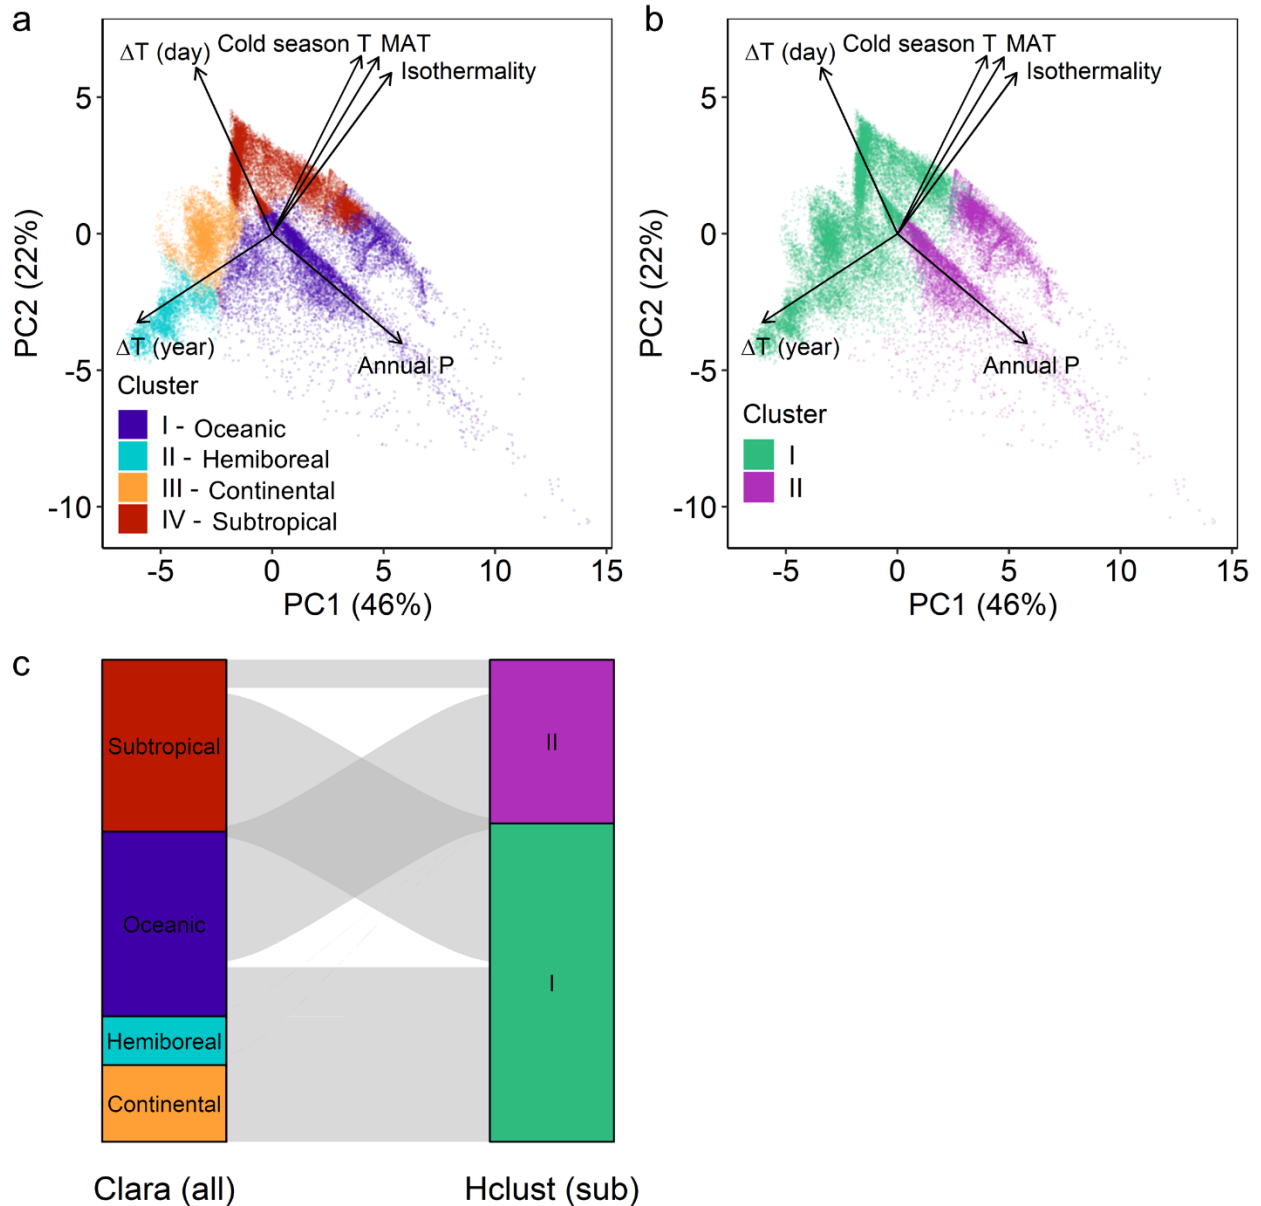 a
ΔT (day)
Cold season T
MAT
Isothermality
5
0
-5
-10
PC2 (22%)
ΔT (year)
Annual P
Cluster
I - Oceanic
II - Hemiboreal
III - Continental
IV - Subtropical
-5
0
5
10
15
PC1 (46%)
b
ΔT (day)
Cold season T
MAT
Isothermality
5
0
-5
-10
PC2 (22%)
ΔT (year)
Annual P
Cluster
I
II
-5
0
5
10
15
PC1 (46%)
c
Subtropical
Oceanic
Hemiboreal
Continental
II
I
Clara (all)
Hclust (sub)